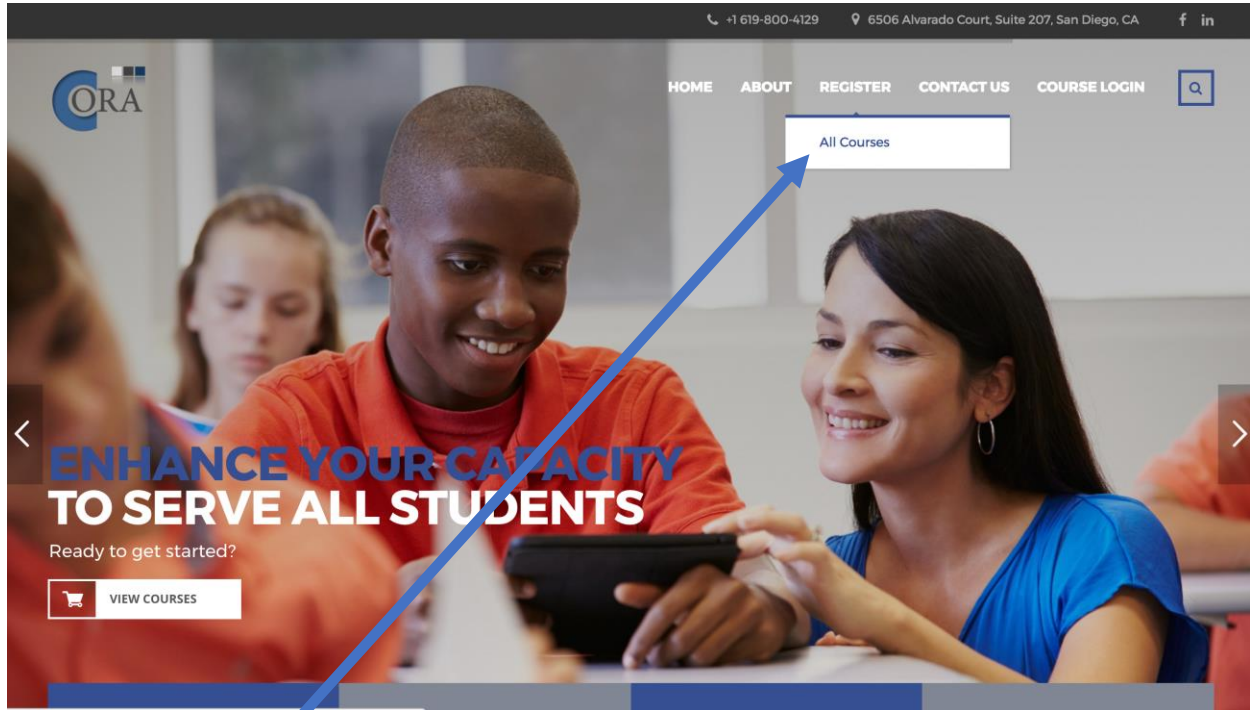 +1 619-800-4129 6506 Alvarado Court, Suite 207, San Diego, CA f in
CORA
HOME ABOUT REGISTER CONTACT US COURSE LOGIN
All Courses
ENHANCE YOUR CAPACITY
TO SERVE ALL STUDENTS
Ready to get started?
VIEW COURSES